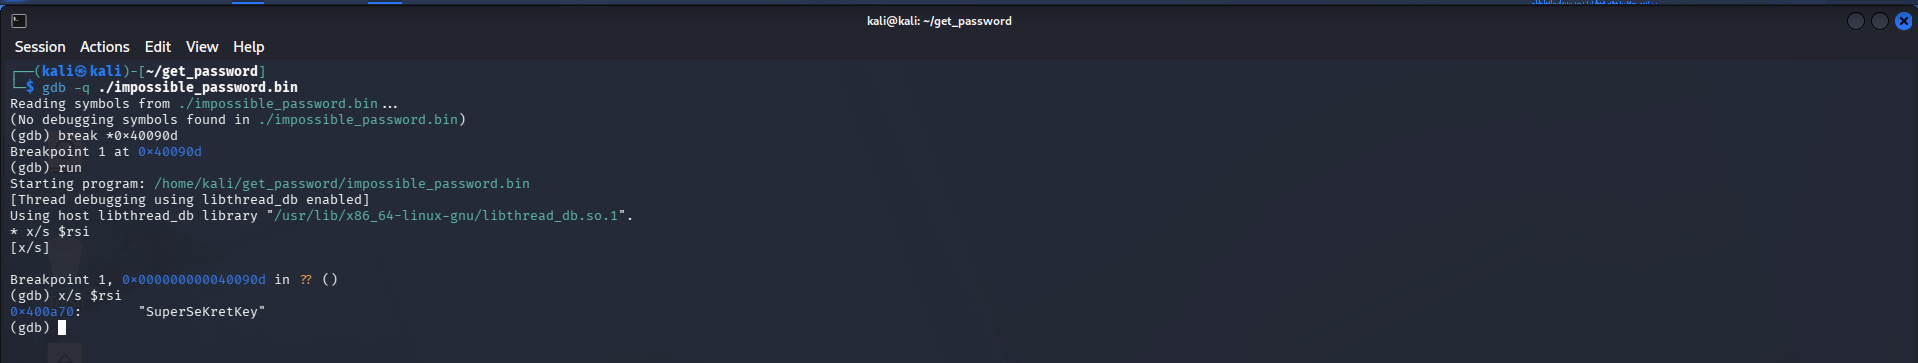 kali@kali: ~/get_password
Session Actions Edit View Help
┌──(kali㉿kali)-[~/get_password]
└─$ gdb -q ./impossible_password.bin
Reading symbols from ./impossible_password.bin...
(No debugging symbols found in ./impossible_password.bin)
(gdb) break *0x40090d
Breakpoint 1 at 0x40090d
(gdb) run
Starting program: /home/kali/get_password/impossible_password.bin
[Thread debugging using libthread_db enabled]
Using host libthread_db library "/usr/lib/x86_64-linux-gnu/libthread_db.so.1".
* x/s $rsi
[x/s]
Breakpoint 1, 0x000000000040090d in ?? ()
(gdb) x/s $rsi
0x400a70: "SuperSeKretKey"
(gdb)